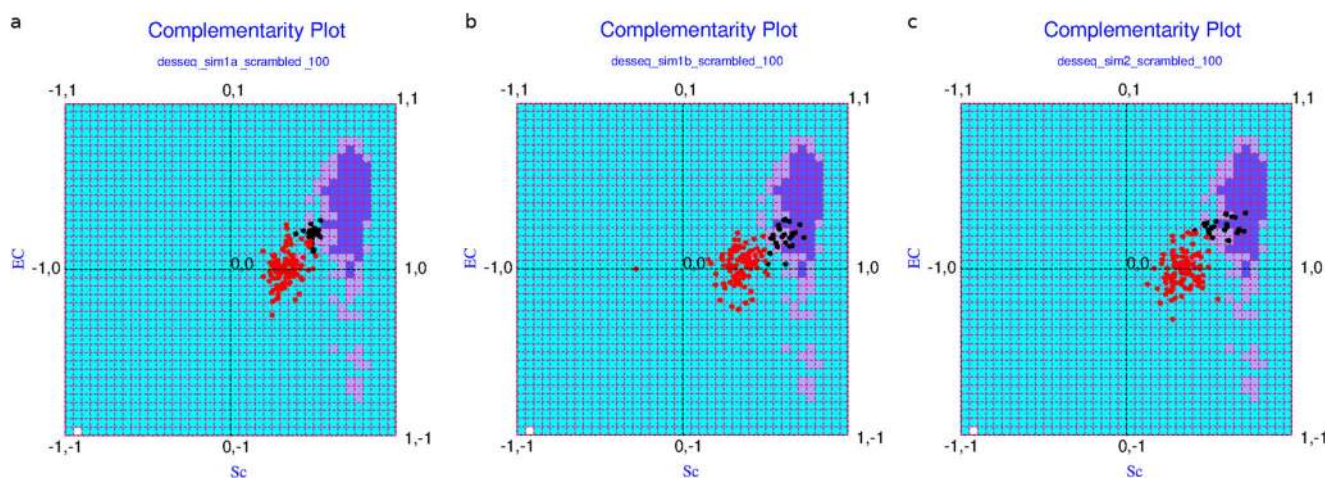 a
Complementarity Plot
desseq_sim1a_scrambled_100
-1,1
0,1
1,1
EC
-1,0
0,0
1,0
-1,-1
0,-1
1,-1
Sc
b
Complementarity Plot
desseq_sim1b_scrambled_100
-1,1
0,1
1,1
EC
-1,0
0,0
1,0
-1,-1
0,-1
1,-1
Sc
c
Complementarity Plot
desseq_sim2_scrambled_100
-1,1
0,1
1,1
EC
-1,0
0,0
1,0
-1,-1
0,-1
1,-1
Sc